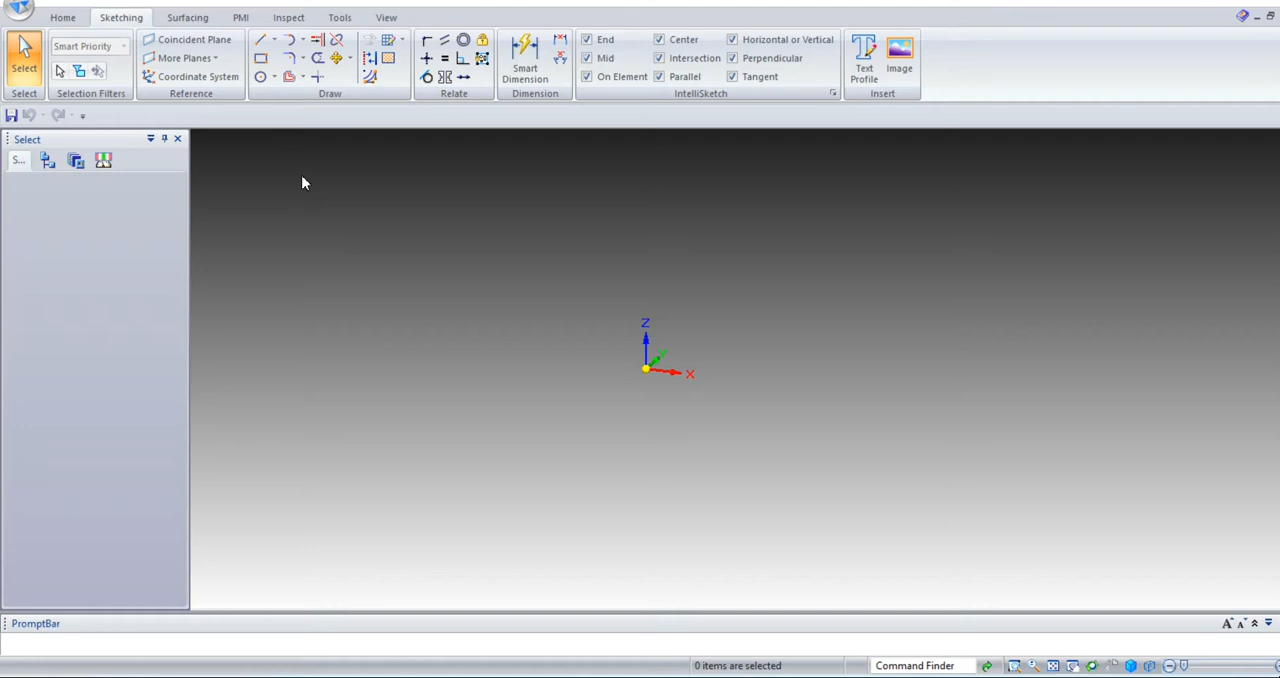 Home Sketching Surfacing PMI Inspect Tools View
Select
Select
Smart Priority
Selection Filters
Coincident Plane
More Planes
Coordinate System
Reference
Draw
Relate
Smart
Dimension
Dimension
End Center Horizontal or Vertical
Mid Intersection Perpendicular
On Element Parallel Tangent
IntelliSketch
Text
Profile
Image
Insert
Select
S...
Z
Y
X
PromptBar
0 items are selected Command Finder